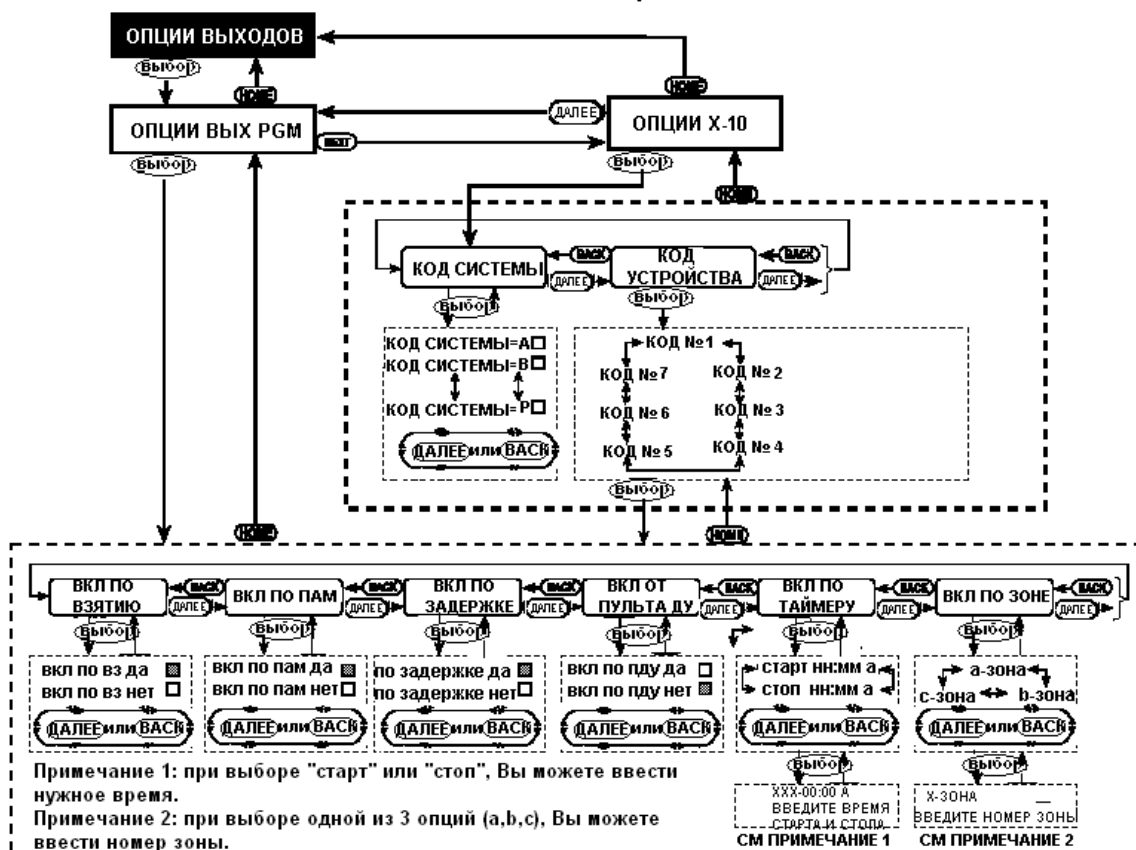 ОПЦИИ ВЫХОДОВ
Выбор
HOME
HOME
ОПЦИИ ВЫХ PGM
ДАЛЕЕ
NEXT
ОПЦИИ X-10
Выбор
Выбор
HOME
КОД СИСТЕМЫ
BACK
ДАЛЕЕ
КОД
УСТРОЙСТВА
BACK
ДАЛЕЕ
Выбор
Выбор
КОД СИСТЕМЫ=A
КОД СИСТЕМЫ=B
КОД СИСТЕМЫ=P
ДАЛЕЕ или BACK
КОД №1
КОД №7
КОД №2
КОД №6
КОД №3
КОД №5
КОД №4
Выбор
HOME
HOME
ВКЛ ПО
ВЗЯТИЮ
BACK
ДАЛЕЕ
ВКЛ ПО ПАМ
BACK
ДАЛЕЕ
ВКЛ ПО
ЗАДЕРЖКЕ
BACK
ДАЛЕЕ
ВКЛ ОТ
ПУЛЬТА ДУ
BACK
ДАЛЕЕ
ВКЛ ПО
ТАЙМЕРУ
BACK
ДАЛЕЕ
ВКЛ ПО ЗОНЕ
BACK
ДАЛЕЕ
Выбор
Выбор
Выбор
Выбор
Выбор
Выбор
вкл по вз да
вкл по вз нет
ДАЛЕЕ или BACK
вкл по пам да
вкл по пам нет
ДАЛЕЕ или BACK
по задержке да
по задержке нет
ДАЛЕЕ или BACK
вкл по пду да
вкл по пду нет
ДАЛЕЕ или BACK
старт нн:мм а
стоп нн:мм а
ДАЛЕЕ или BACK
а-зона
с-зона
b-зона
ДАЛЕЕ или BACK
Выбор
Выбор
XXX-00:00 A
ВВЕДИТЕ ВРЕМЯ
СТАРТА И СТОПА
X-ЗОНА __
ВВЕДИТЕ НОМЕР ЗОНЫ
СМ ПРИМЕЧАНИЕ 1
СМ ПРИМЕЧАНИЕ 2
Примечание 1: при выборе "старт" или "стоп", Вы можете ввести
нужное время.
Примечание 2: при выборе одной из 3 опций (a,b,c), Вы можете
ввести номер зоны.